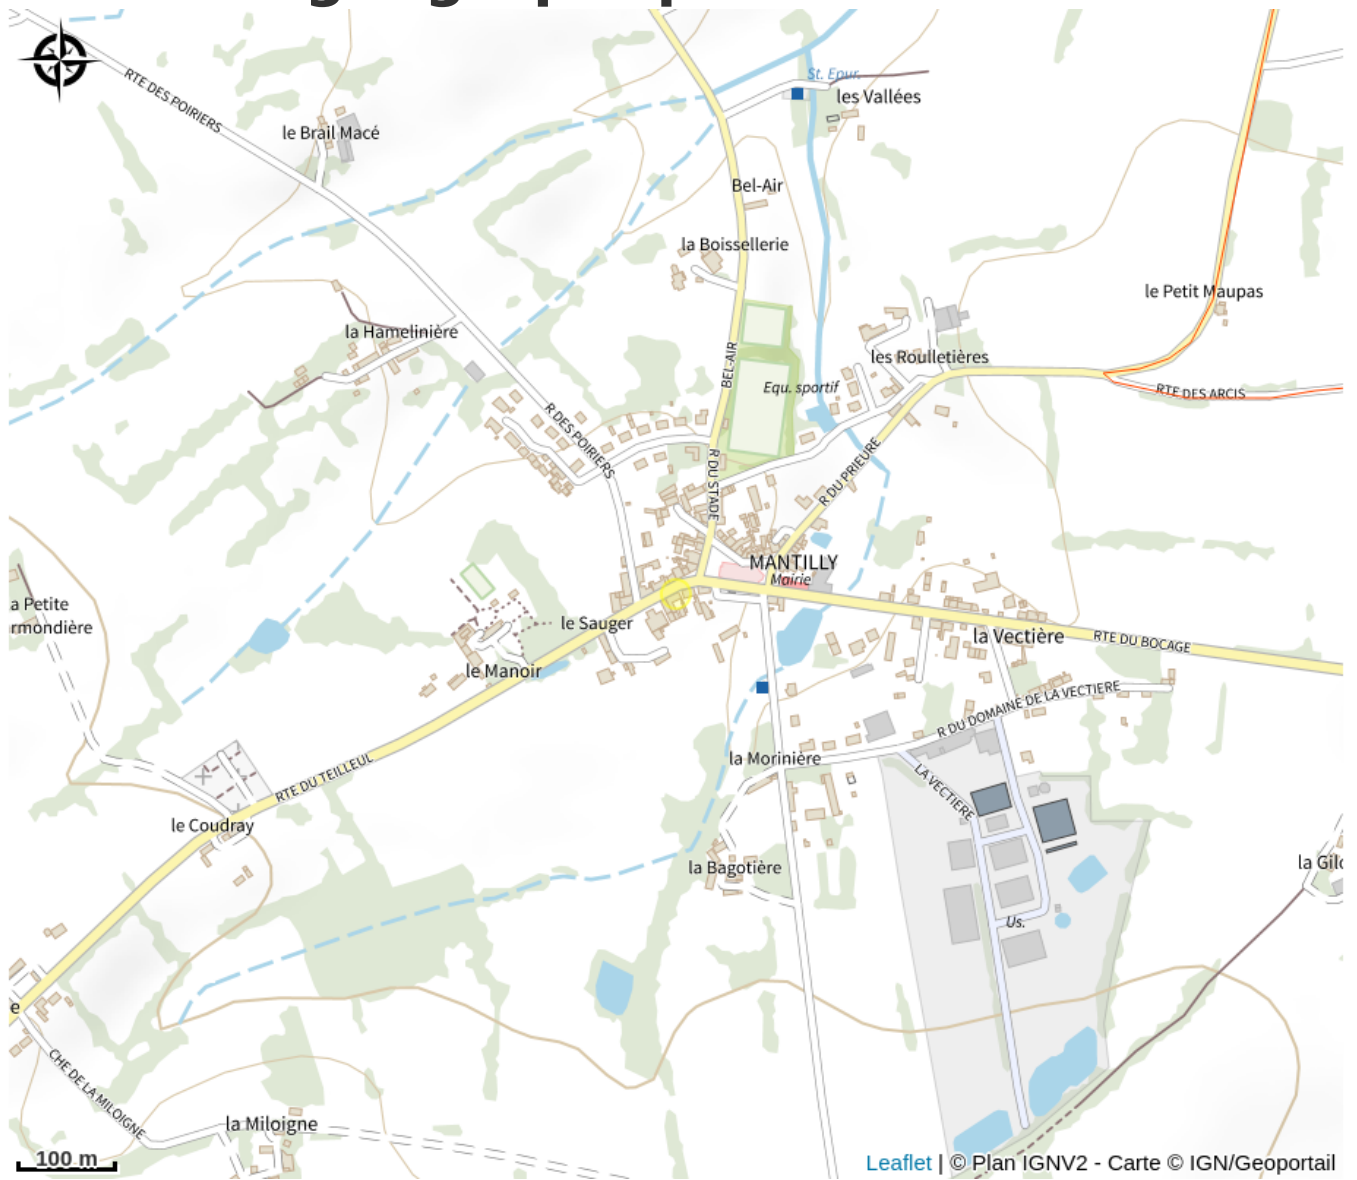 RTE DES POIRIERS
St. Epur.
les Vallées
le Brail Macé
Bel-Air
la Boissellerie
le Petit Maupas
la Hamelinière
BEL-AIR
les Roulletières
Equ. sportif
RTE DES ARCIS
R DES POIRIERS
R DU STADE
R DU PRIEURE
MANTILLY
Mairie
a Petite
rmondière
le Sauger
la Vectière
RTE DU BOCAGE
le Manoir
R DU DOMAINE DE LA VECTIERE
la Morinière
RTE DU TEILLEUL
LA VECTIERE
le Coudray
la Bagotière
la Gil
Us.
e
CHE DE LA MILOIGNE
la Miloigne
100 m
Leaflet | © Plan IGNV2 - Carte © IGN/Geoportail